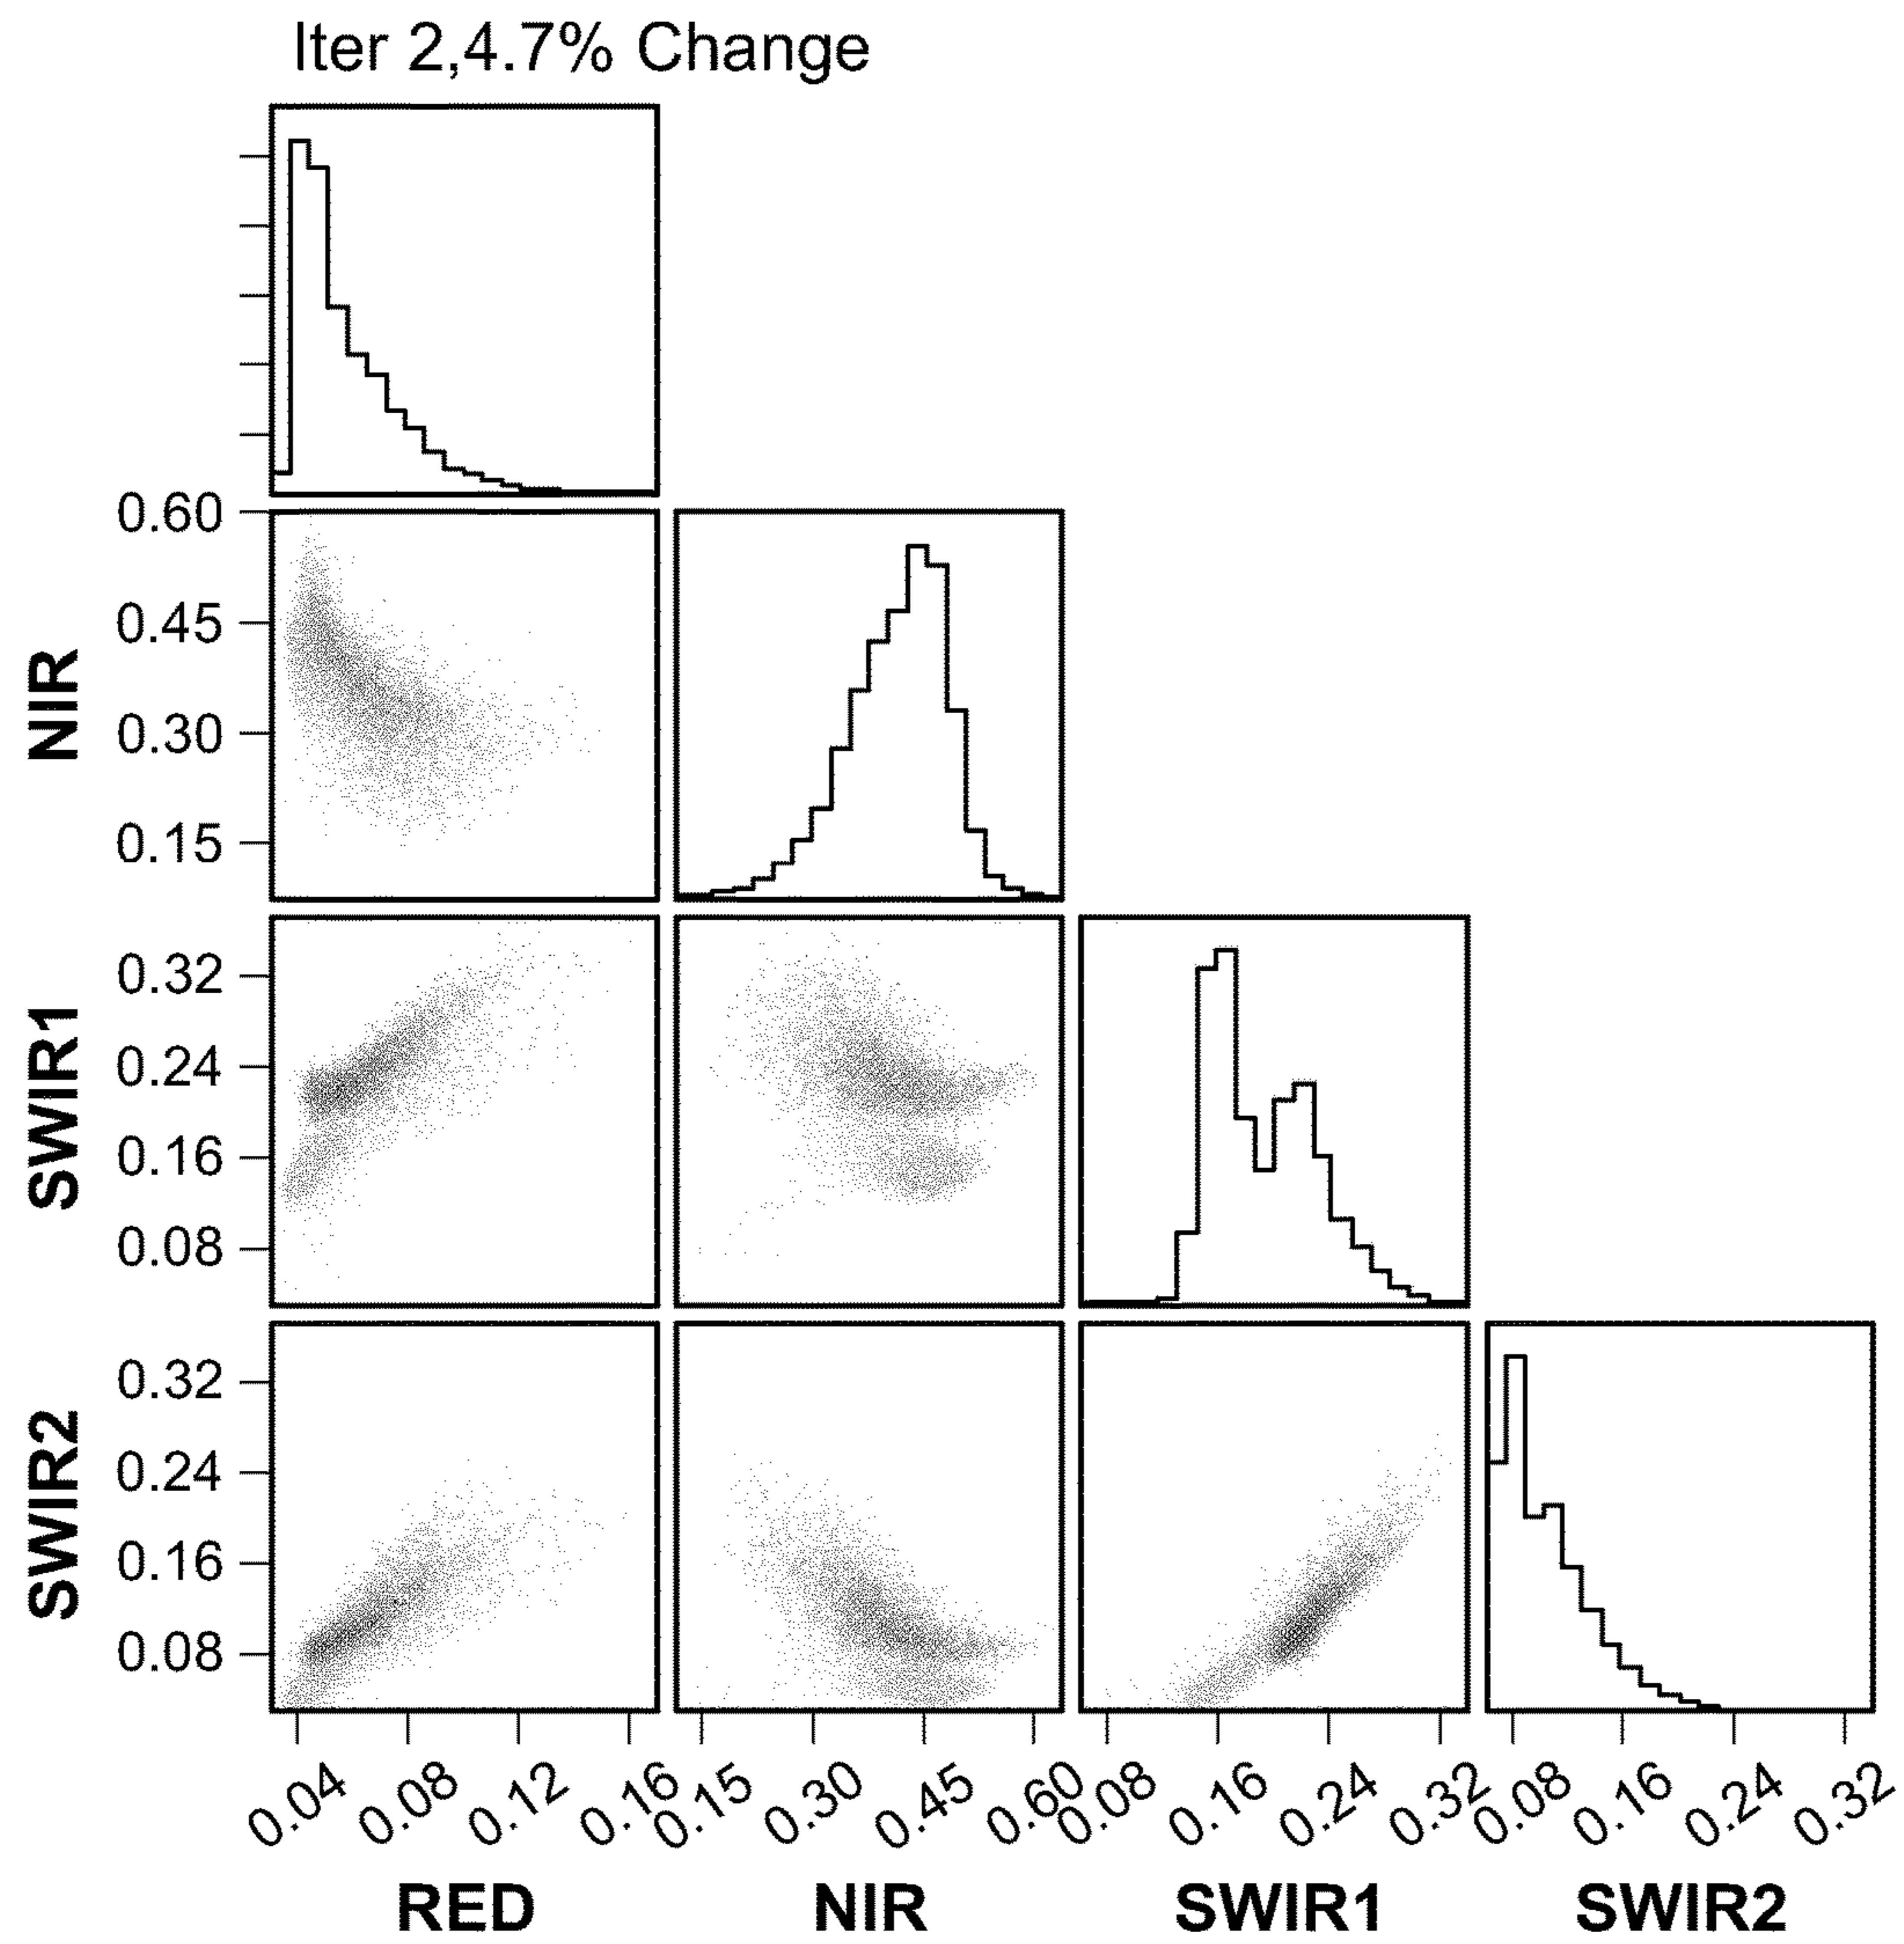 Iter 2,4.7% Change
0.60
0.45
0.30
0.15
NIR
0.32
0.24
0.16
0.08
SWIR1
0.32
0.24
0.16
0.08
SWIR2
0.04 0.08 0.12 0.16 0.15 0.30 0.45 0.60 0.08 0.16 0.24 0.32 0.08 0.16 0.24 0.32
RED NIR SWIR1 SWIR2